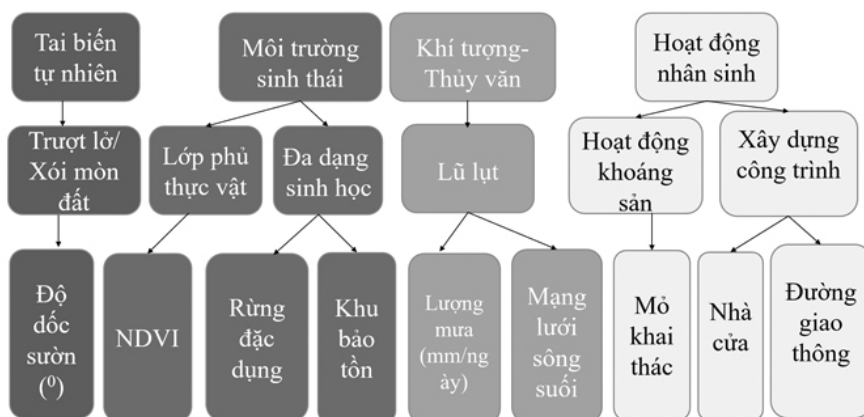 Tai biến
tự nhiên
Môi trường
sinh thái
Khí tượng-
Thủy văn
Hoạt động
nhân sinh
Trượt lở/
Xói mòn
đất
Lớp phủ
thực vật
Đa dạng
sinh học
Lũ lụt
Hoạt động
khoáng
sản
Xây dựng
công trình
Độ
dốc
sườn
(⁰)
NDVI
Rừng
đặc
dụng
Khu
bảo
tồn
Lượng
mưa
(mm/ng
ày)
Mạng
lưới
sông
suối
Mỏ
khai
thác
Nhà
cửa
Đường
giao
thông